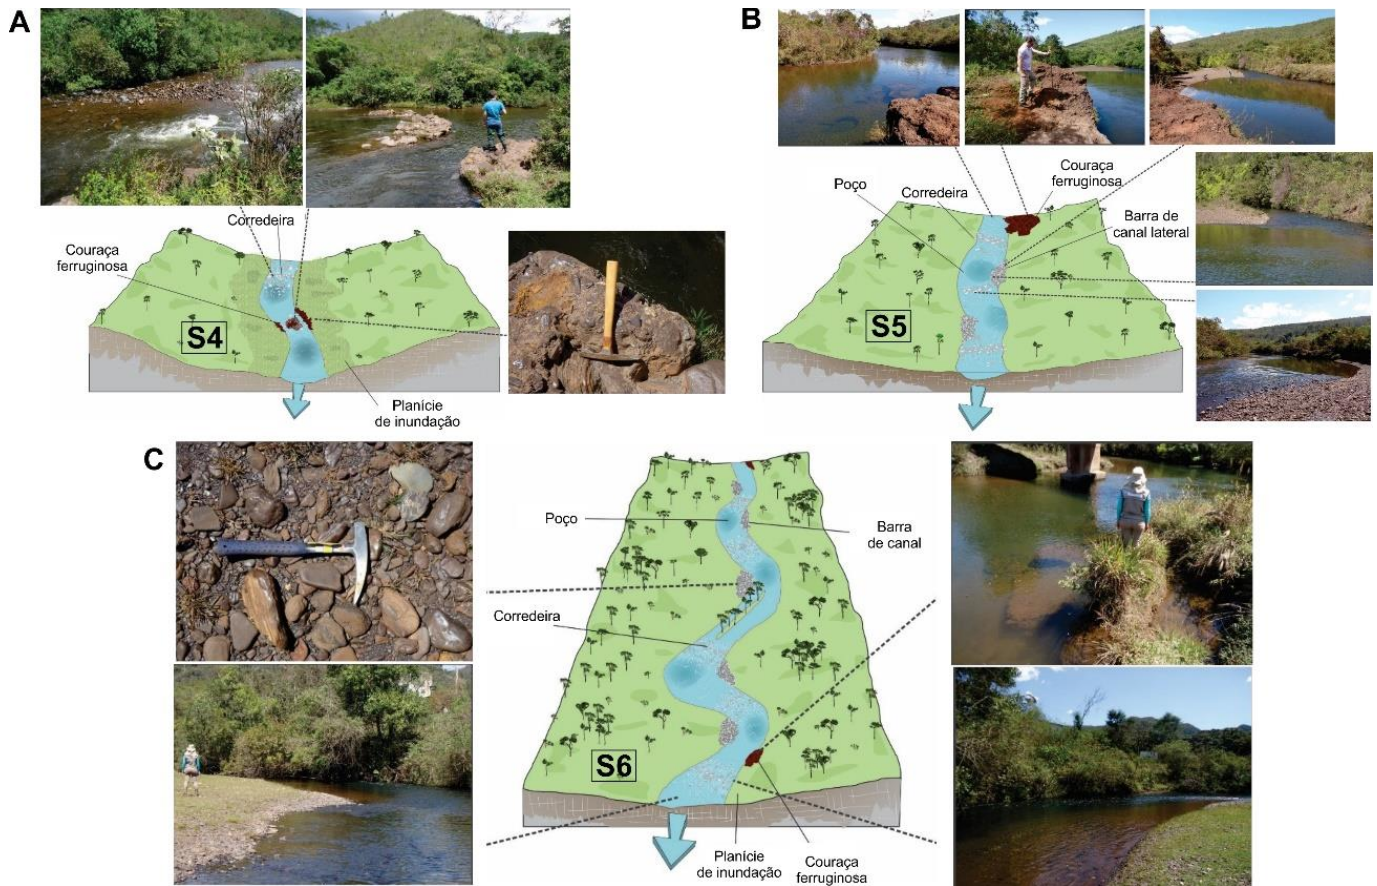 A
B
Corredeira
Couraça
ferruginosa
S4
Planície
de inundação
Poço
Corredeira
Couraça
ferruginosa
Barra de
canal lateral
S5
C
Poço
Barra
de canal
Corredeira
S6
Planície
de inundação
Couraça
ferruginosa